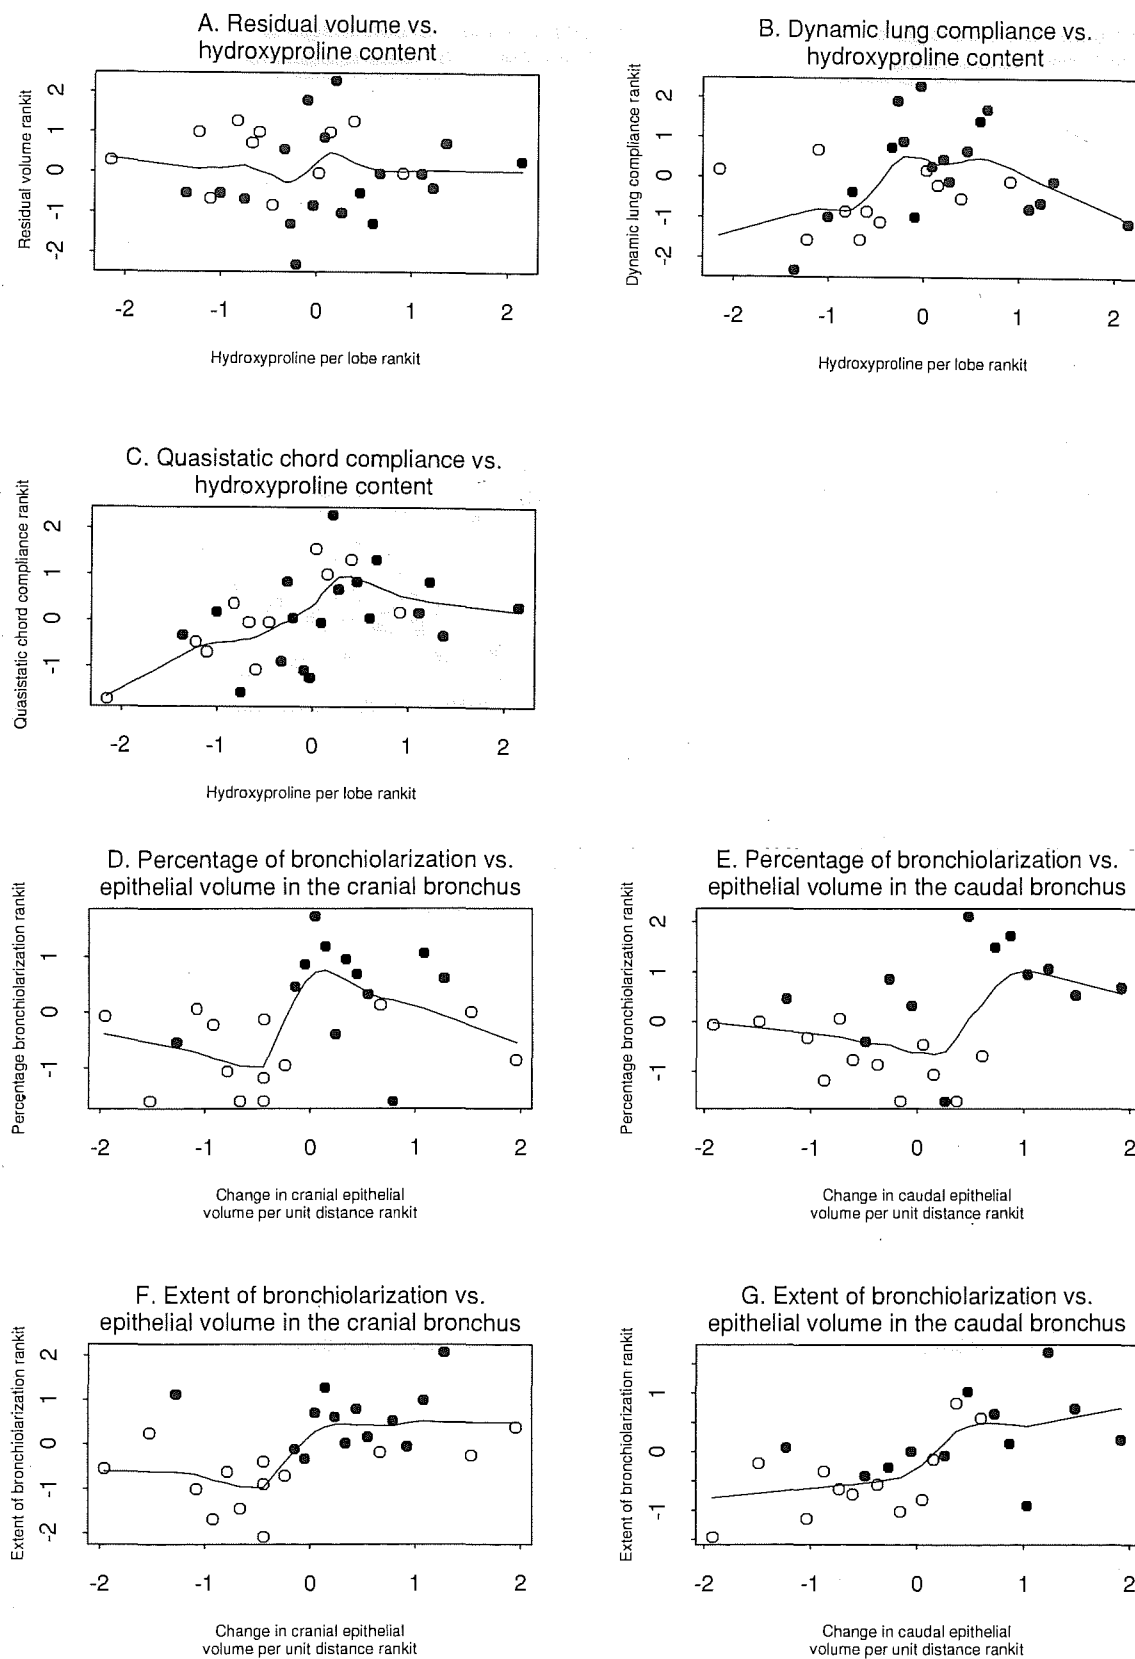 A. Residual volume vs.
hydroxyproline content
Residual volume rankit
2
1
0
-1
-2
-2 -1 0 1 2
Hydroxyproline per lobe rankit
B. Dynamic lung compliance vs.
hydroxyproline content
Dynamic lung compliance rankit
2
1
0
-1
-2
-2 -1 0 1 2
Hydroxyproline per lobe rankit
C. Quasistatic chord compliance vs.
hydroxyproline content
Quasistatic chord compliance rankit
2
1
0
-1
-2 -1 0 1 2
Hydroxyproline per lobe rankit
D. Percentage of bronchiolarization vs.
epithelial volume in the cranial bronchus
Percentage bronchiolarization rankit
1
0
-1
-2 -1 0 1 2
Change in cranial epithelial
volume per unit distance rankit
E. Percentage of bronchiolarization vs.
epithelial volume in the caudal bronchus
Percentage bronchiolarization rankit
2
1
0
-1
-2 -1 0 1 2
Change in caudal epithelial
volume per unit distance rankit
F. Extent of bronchiolarization vs.
epithelial volume in the cranial bronchus
Extent of bronchiolarization rankit
2
1
0
-1
-2
-2 -1 0 1 2
Change in cranial epithelial
volume per unit distance rankit
G. Extent of bronchiolarization vs.
epithelial volume in the caudal bronchus
Extent of bronchiolarization rankit
1
0
-1
-2 -1 0 1 2
Change in caudal epithelial
volume per unit distance rankit